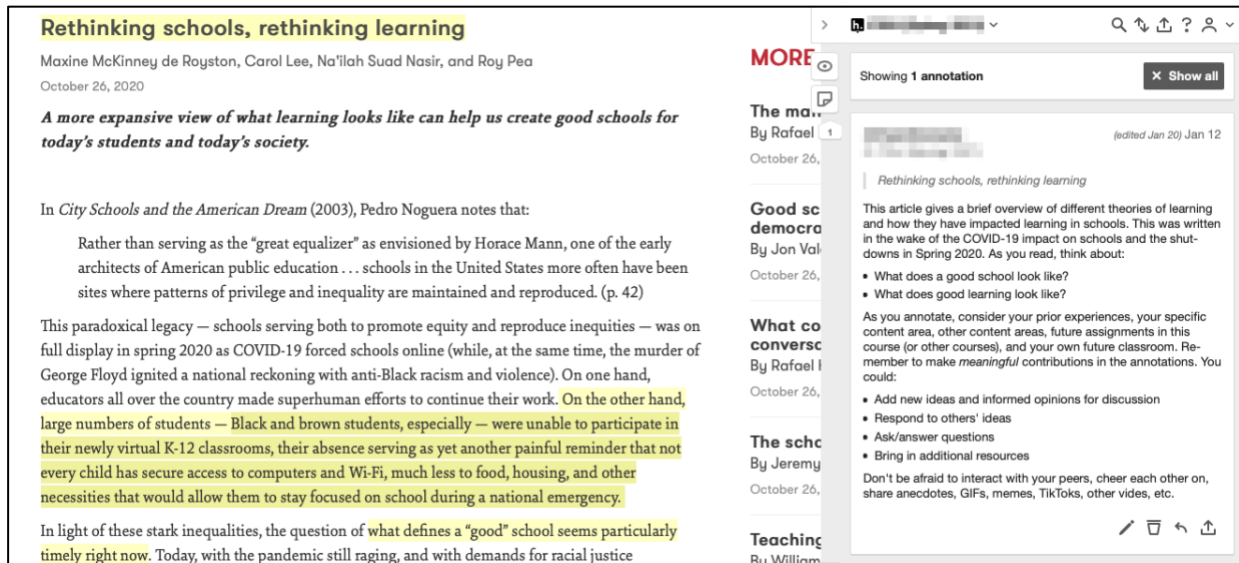 Rethinking schools, rethinking learning
Maxine McKinney de Royston, Carol Lee, Na'ilah Suad Nasir, and Roy Pea
October 26, 2020
A more expansive view of what learning looks like can help us create good schools for
today's students and today's society.
In City Schools and the American Dream (2003), Pedro Noguera notes that:
Rather than serving as the “great equalizer” as envisioned by Horace Mann, one of the early
architects of American public education . . . schools in the United States more often have been
sites where patterns of privilege and inequality are maintained and reproduced. (p. 42)
This paradoxical legacy — schools serving both to promote equity and reproduce inequities — was on
full display in spring 2020 as COVID-19 forced schools online (while, at the same time, the murder of
George Floyd ignited a national reckoning with anti-Black racism and violence). On one hand,
educators all over the country made superhuman efforts to continue their work. On the other hand,
large numbers of students — Black and brown students, especially — were unable to participate in
their newly virtual K-12 classrooms, their absence serving as yet another painful reminder that not
every child has secure access to computers and Wi-Fi, much less to food, housing, and other
necessities that would allow them to stay focused on school during a national emergency.
In light of these stark inequalities, the question of what defines a “good” school seems particularly
timely right now. Today, with the pandemic still raging, and with demands for racial justice
MORE
The
By Rafael
October 26,
Good sc
democra
By Jon Val
October 26,
What co
conversa
By Rafael
October 26,
The scho
By Jeremy
October 26,
Teaching
By William
1
h.
Showing 1 annotation
× Show all
(edited Jan 20) Jan 12
Rethinking schools, rethinking learning
This article gives a brief overview of different theories of learning
and how they have impacted learning in schools. This was written
in the wake of the COVID-19 impact on schools and the shut-
downs in Spring 2020. As you read, think about:
• What does a good school look like?
• What does good learning look like?
As you annotate, consider your prior experiences, your specific
content area, other content areas, future assignments in this
course (or other courses), and your own future classroom. Re-
member to make meaningful contributions in the annotations. You
could:
• Add new ideas and informed opinions for discussion
• Respond to others' ideas
• Ask/answer questions
• Bring in additional resources
Don't be afraid to interact with your peers, cheer each other on,
share anecdotes, GIFs, memes, TikToks, other vides, etc.